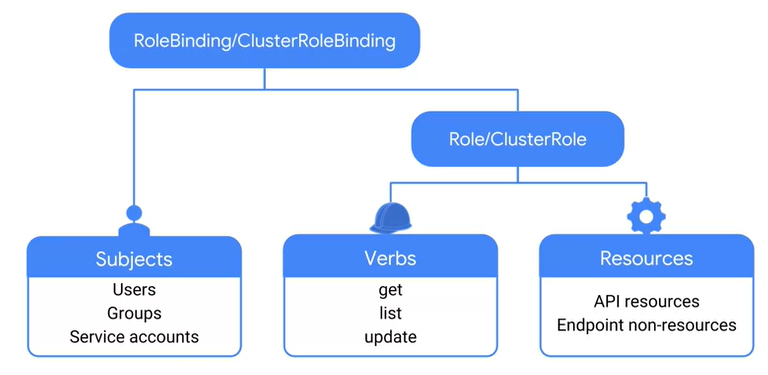 RoleBinding/ClusterRoleBinding
Role/ClusterRole
Subjects
Users
Groups
Service accounts
Verbs
get
list
update
Resources
API resources
Endpoint non-resources